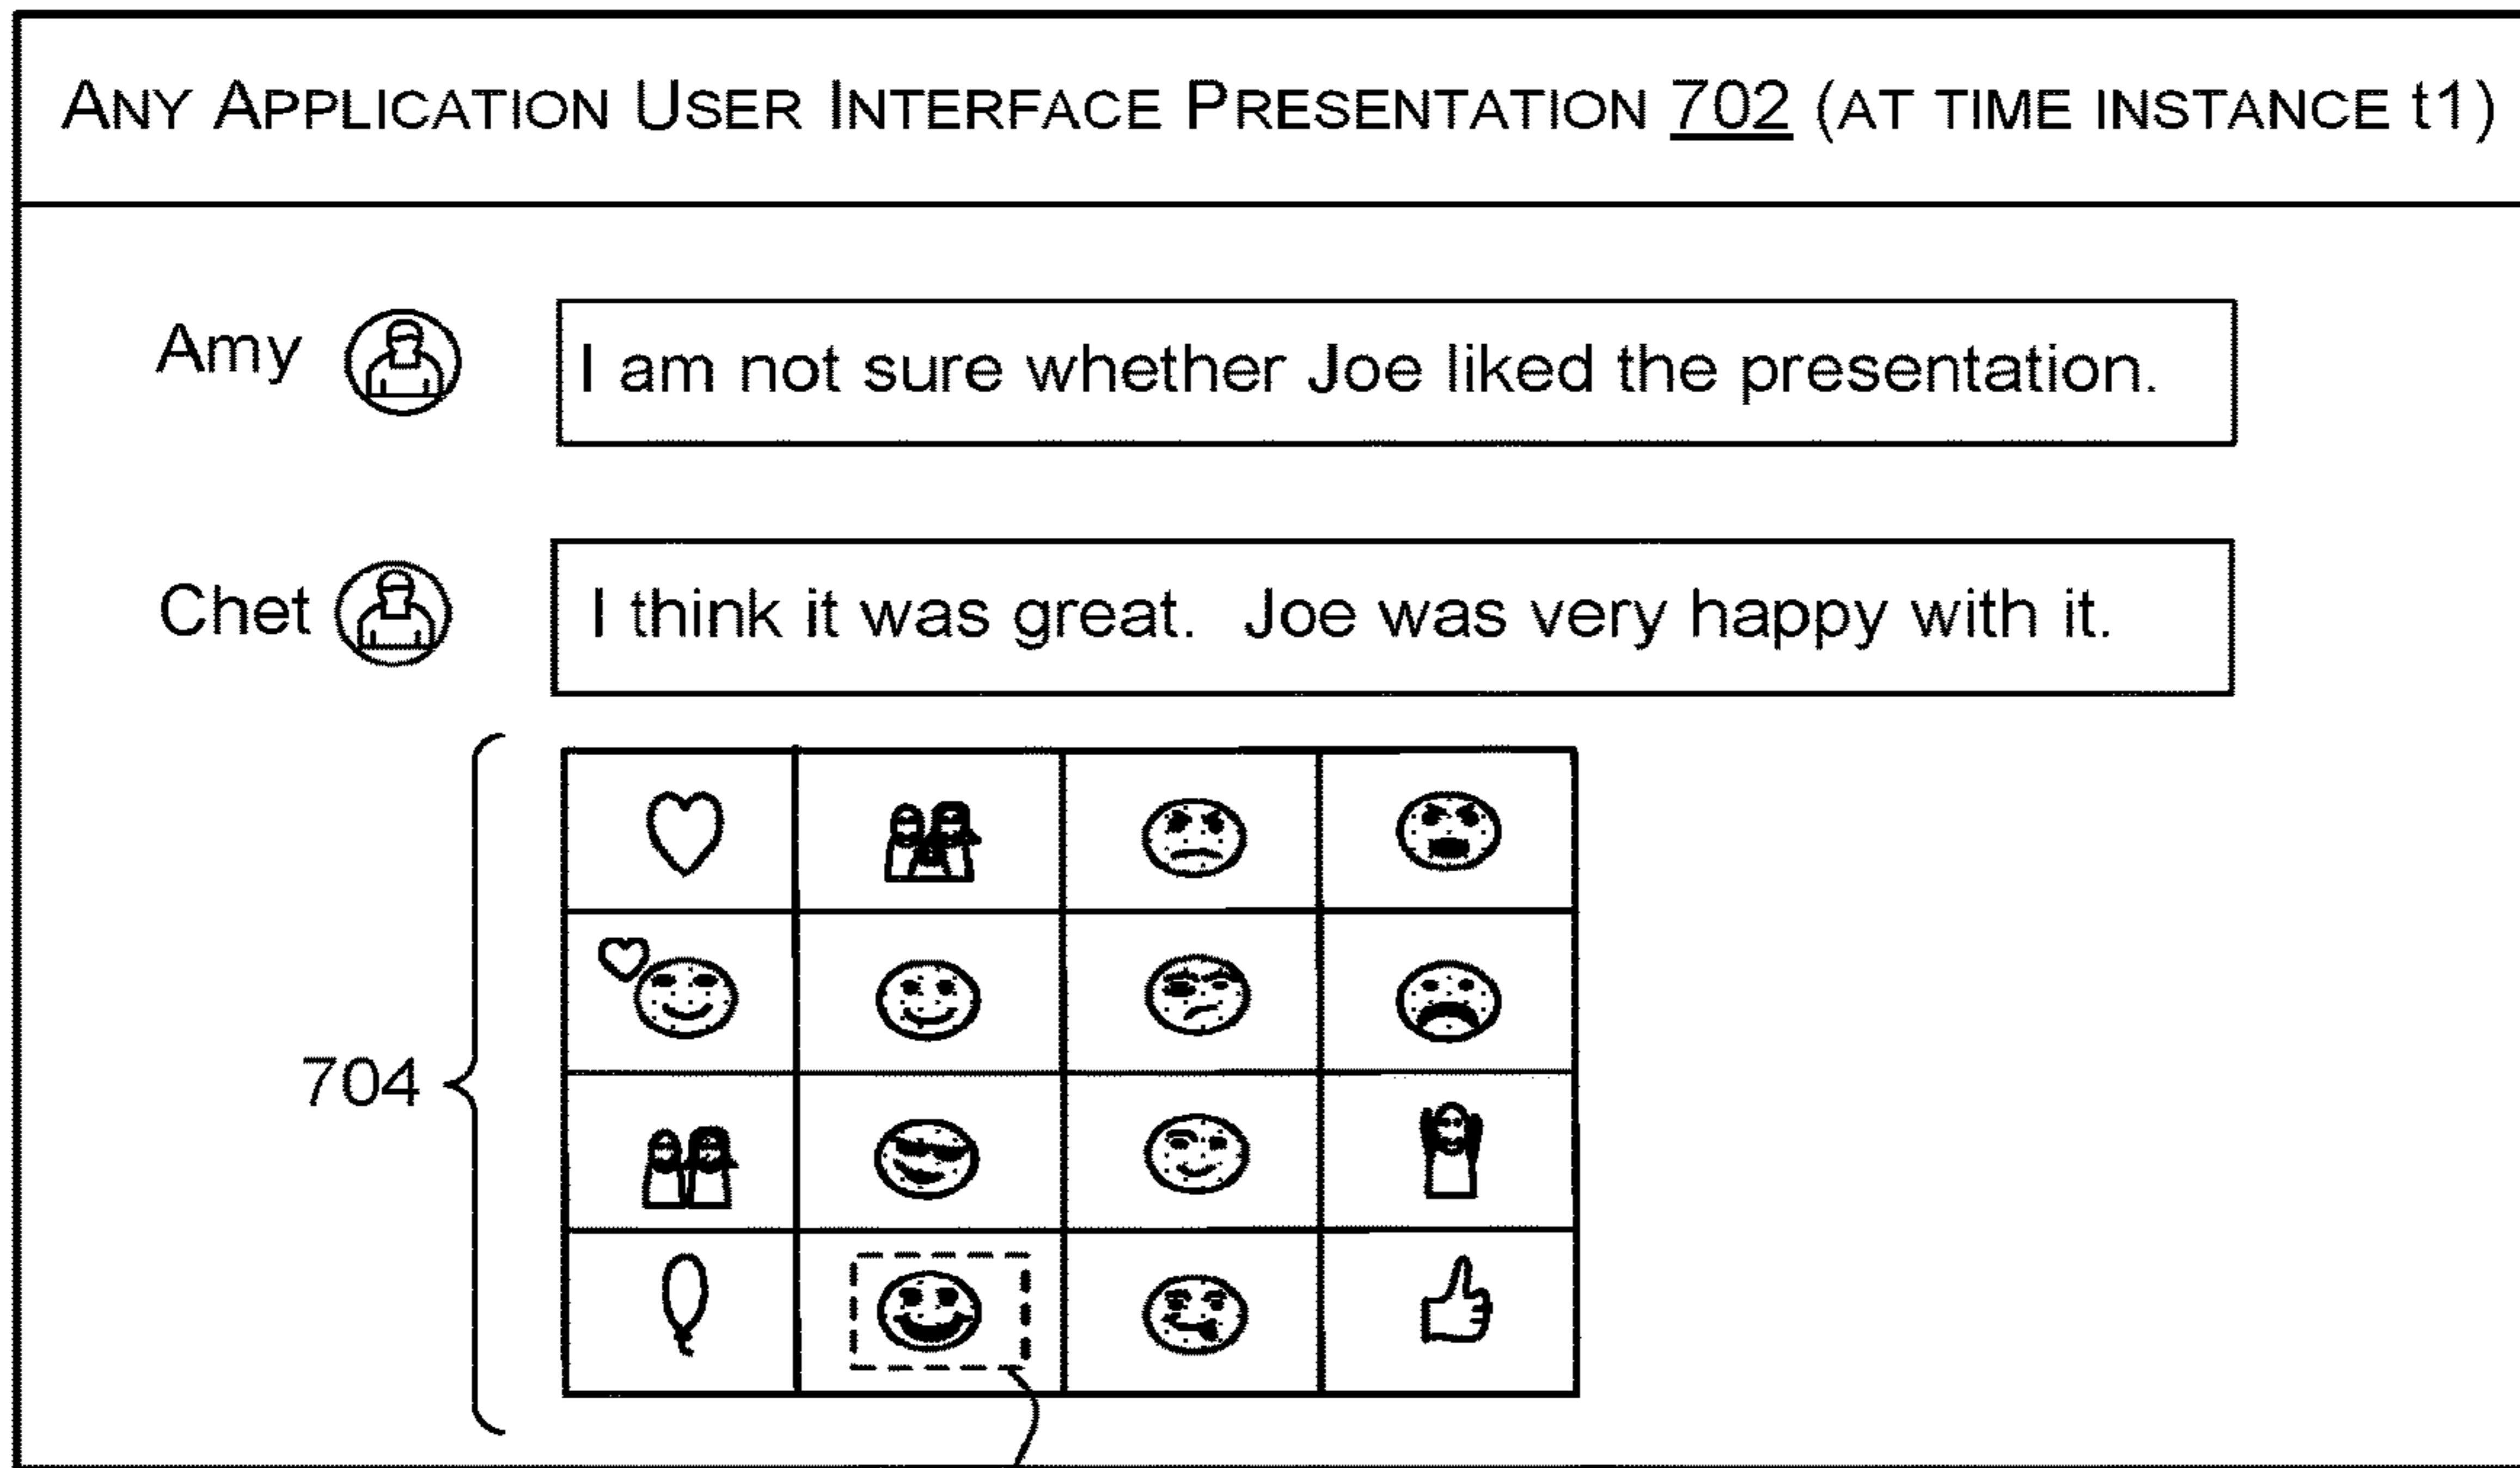 ANY APPLICATION USER INTERFACE PRESENTATION 702 (AT TIME INSTANCE t1)
Amy
I am not sure whether Joe liked the presentation.
Chet
I think it was great. Joe was very happy with it.
704